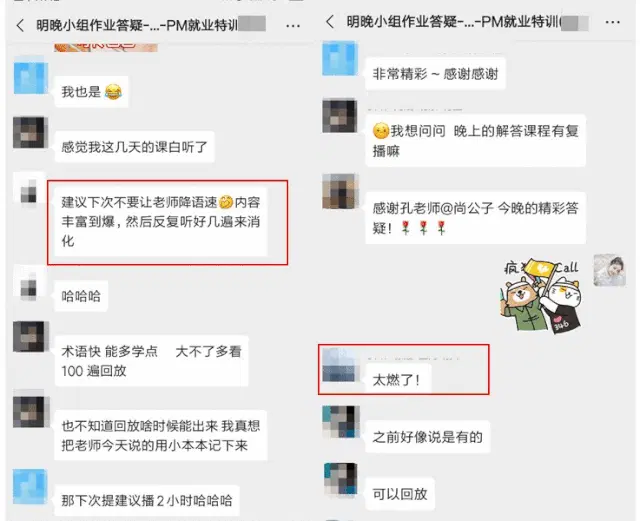 明晚小组作业答疑-...-PM就业特训
我也是😂
感觉我这几天的课白听了
建议下次不要让老师降语速🤔内容
丰富到爆，然后反复听好几遍来消
化
哈哈哈
术语快 能多学点 大不了多看
100 遍回放
也不知道回放啥时候能出来 我真想
把老师今天说的用小本本记下来
那下次提建议播2小时哈哈哈
明晚小组作业答疑-...-PM就业特训(
非常精彩 ~ 感谢感谢
我想问问 晚上的解答课程有复
播嘛
感谢孔老师@尚公子 今晚的精彩答
疑！🌹🌹🌹
疯 Call
346
太燃了！
之前好像说是有的
可以回放